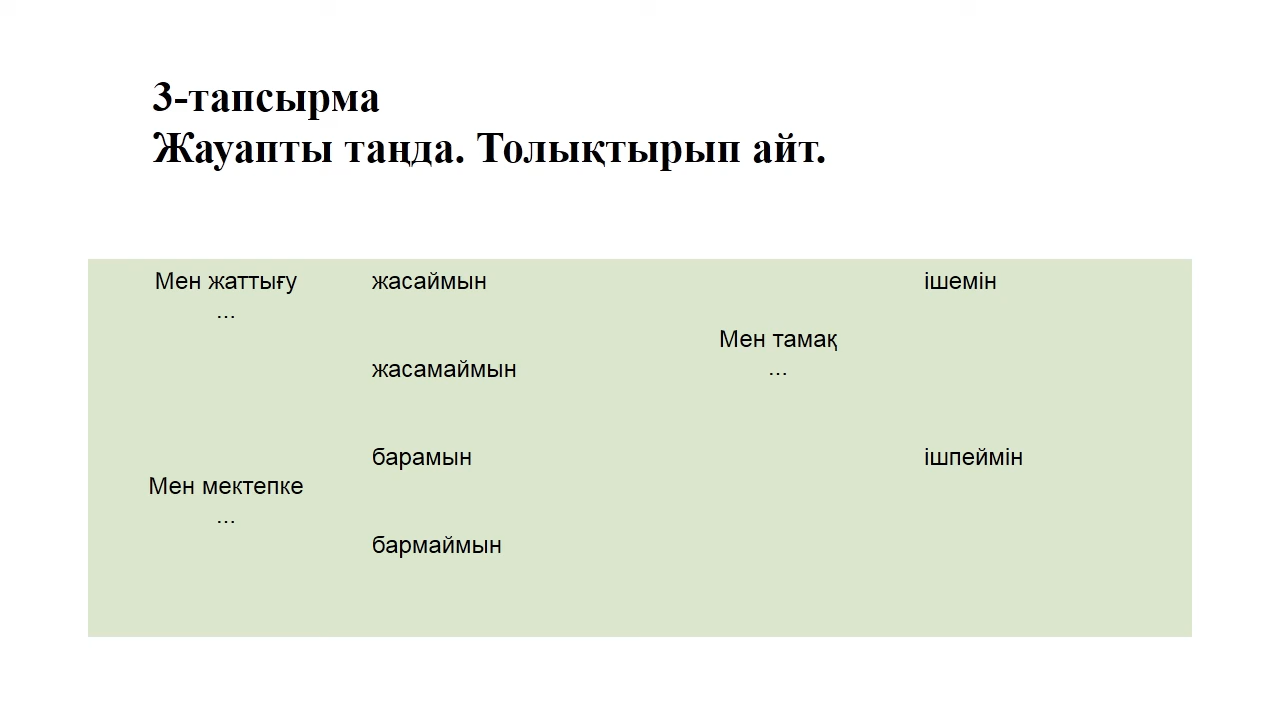 3-тапсырма
Жауапты таңда. Толықтырып айт.
Мен жаттығу
...
жасаймын
жасамаймын
Мен мектепке
...
барамын
бармаймын
Мен тамақ
...
ішемін
ішпеймін